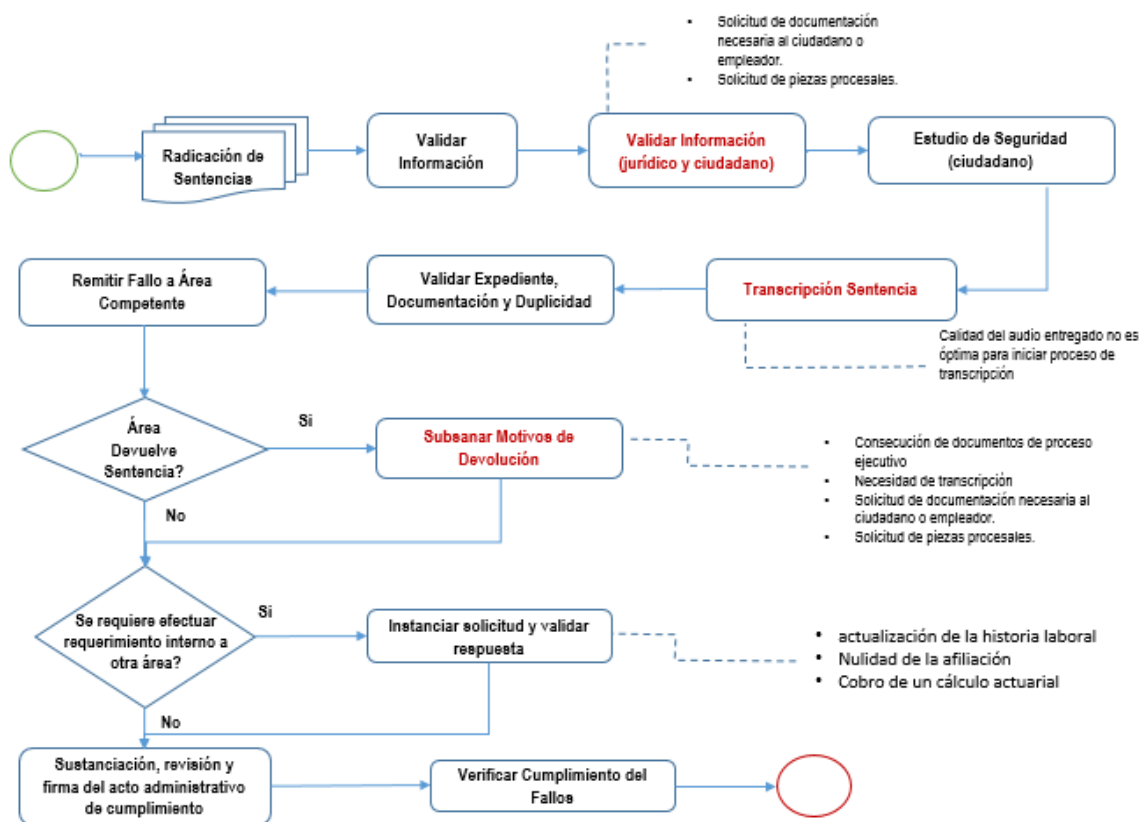 • Solicitud de documentación
necesaria al ciudadano o
empleador.
• Solicitud de piezas procesales.
Radicación de
Sentencias
Validar
Información
Validar Información
(jurídico y ciudadano)
Estudio de Seguridad
(ciudadano)
Remitir Fallo a Área
Competente
Validar Expediente,
Documentación y Duplicidad
Transcripción Sentencia
Calidad del audio entregado no es
óptima para iniciar proceso de
transcripción
Área
Devuelve
Sentencia?
Si
Subsanar Motivos de
Devolución
• Consecución de documentos de proceso
ejecutivo
• Necesidad de transcripción
• Solicitud de documentación necesaria al
ciudadano o empleador.
• Solicitud de piezas procesales.
No
Se requiere efectuar
requerimiento interno a
otra área?
Si
Instanciar solicitud y validar
respuesta
• actualización de la historia laboral
• Nulidad de la afiliación
• Cobro de un cálculo actuarial
No
Sustanciación, revisión y
firma del acto administrativo
de cumplimiento
Verificar Cumplimiento del
Fallos